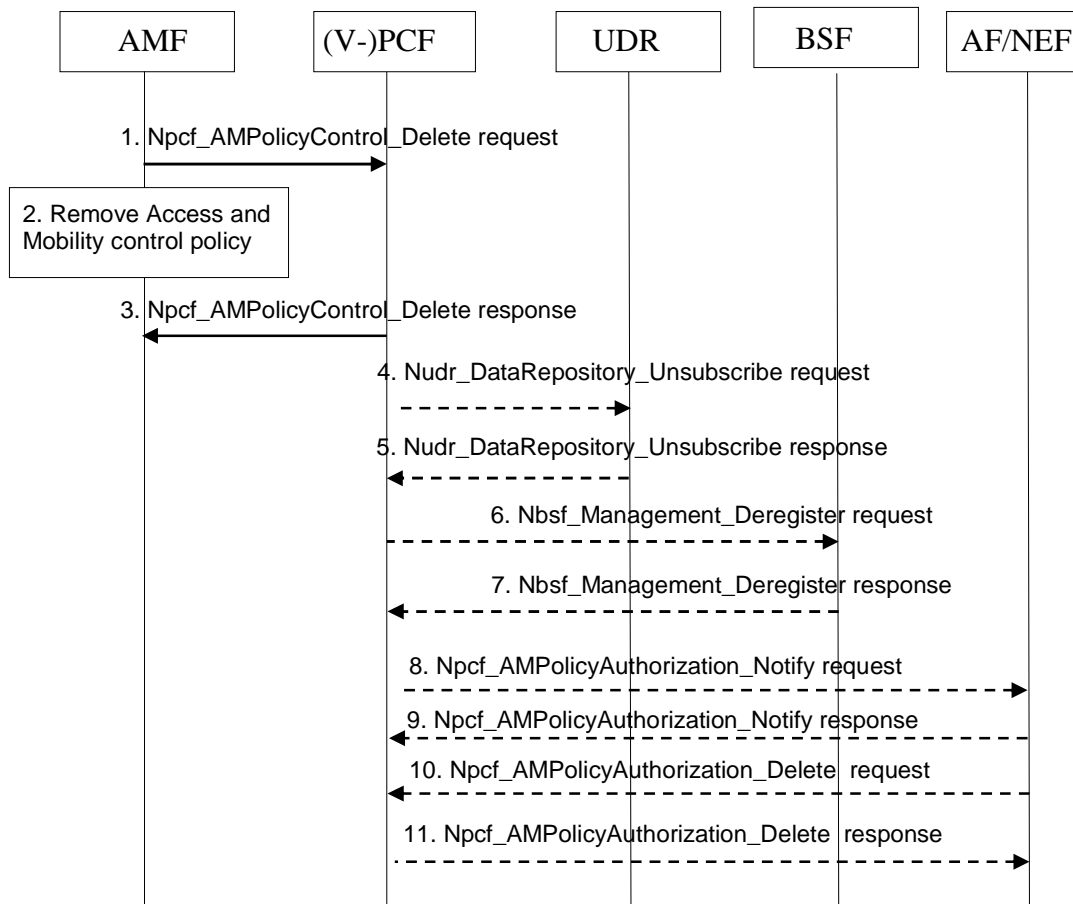 AMF
(V-)PCF
UDR
BSF
AF/NEF
1. Npcf_AMPolicyControl_Delete request
2. Remove Access and
Mobility control policy
3. Npcf_AMPolicyControl_Delete response
4. Nudr_DataRepository_Unsubscribe request
5. Nudr_DataRepository_Unsubscribe response
6. Nbsf_Management_Deregister request
7. Nbsf_Management_Deregister response
8. Npcf_AMPolicyAuthorization_Notify request
9. Npcf_AMPolicyAuthorization_Notify response
10. Npcf_AMPolicyAuthorization_Delete request
11. Npcf_AMPolicyAuthorization_Delete response